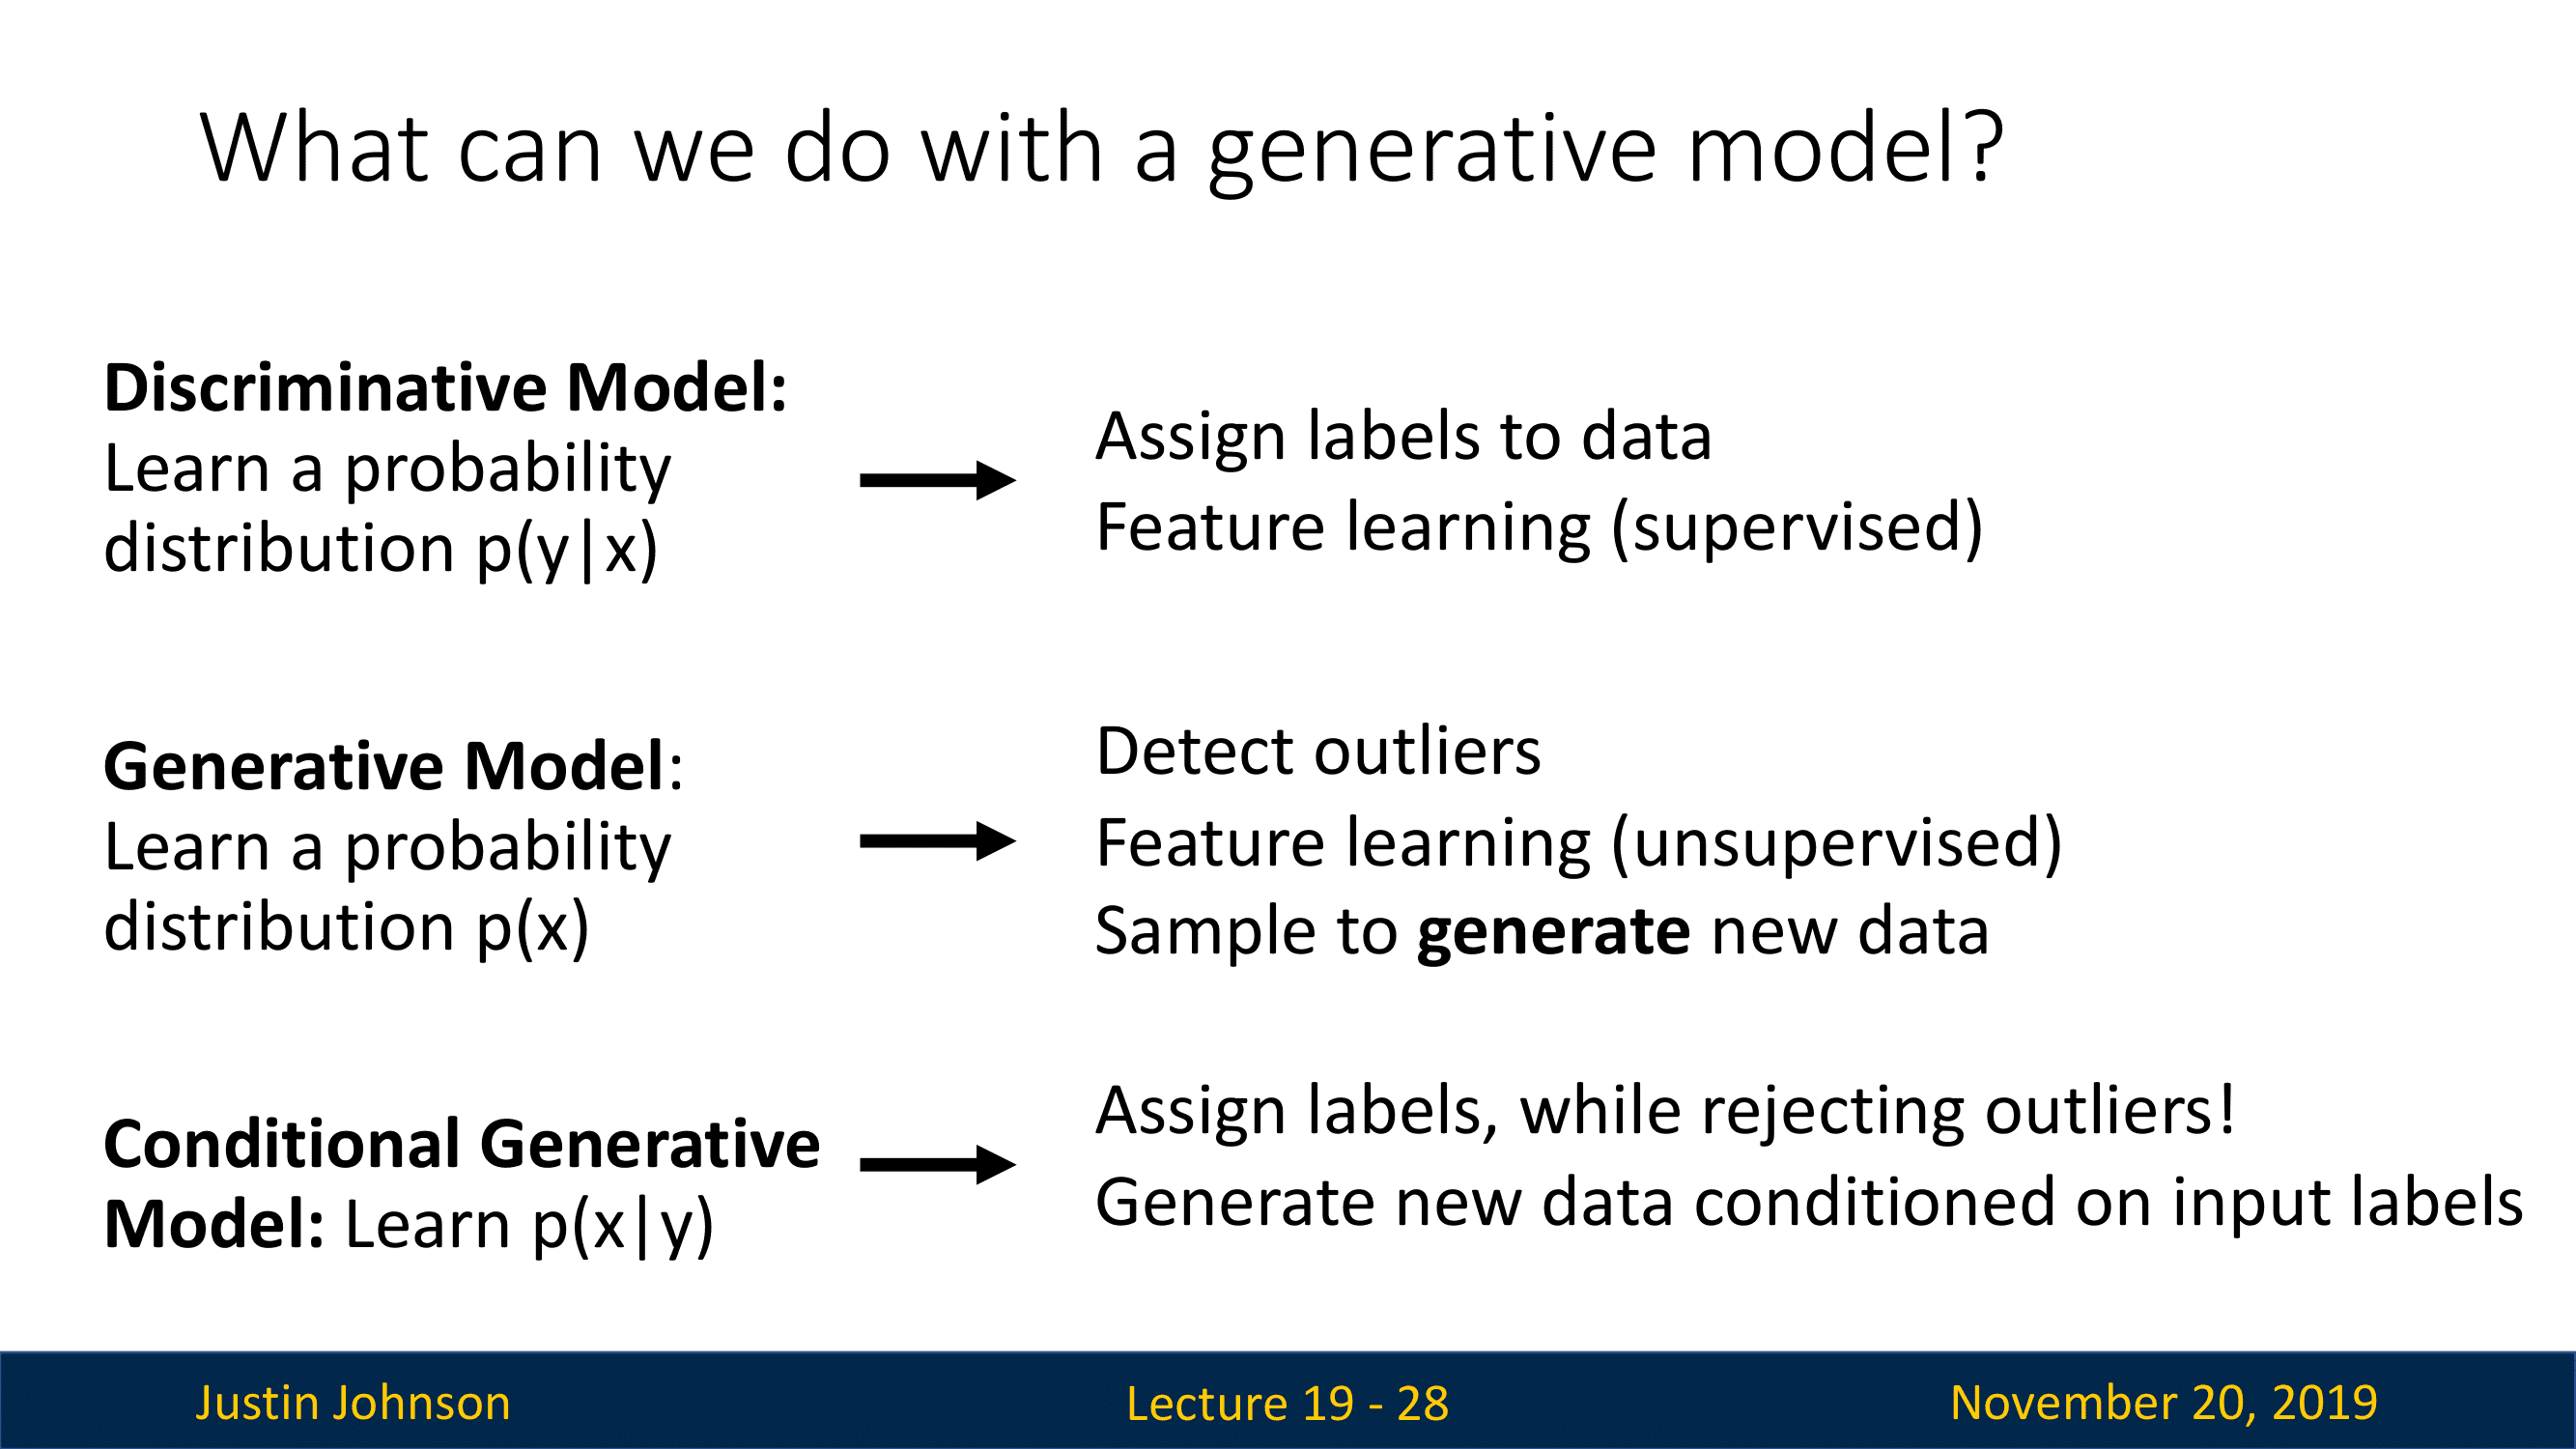 What can we do with a generative model?
Discriminative Model:
Learn a probability
distribution p(y|x)
Assign labels to data
Feature learning (supervised)
Generative Model:
Learn a probability
distribution p(x)
Detect outliers
Feature learning (unsupervised)
Sample to generate new data
Conditional Generative
Model: Learn p(x|y)
Assign labels, while rejecting outliers!
Generate new data conditioned on input labels
Justin Johnson
Lecture 19 - 28
November 20, 2019